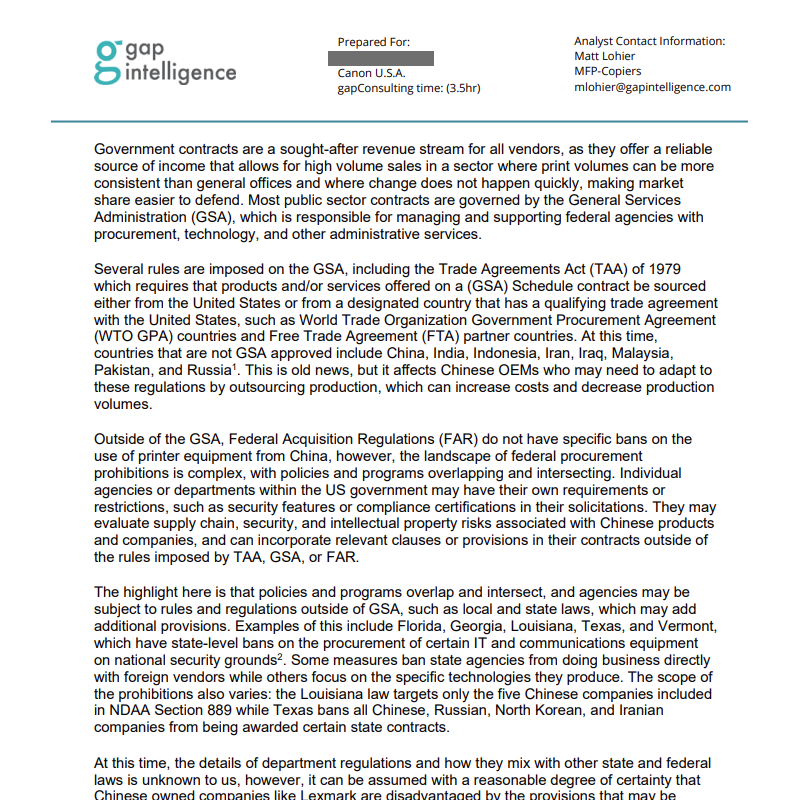 gap
intelligence
Prepared For:
Canon U.S.A.
gapConsulting time: (3.5hr)
Analyst Contact Information:
Matt Lohier
MFP-Copiers
mlohier@gapintelligence.com
Government contracts are a sought-after revenue stream for all vendors, as they offer a reliable
source of income that allows for high volume sales in a sector where print volumes can be more
consistent than general offices and where change does not happen quickly, making market
share easier to defend. Most public sector contracts are governed by the General Services
Administration (GSA), which is responsible for managing and supporting federal agencies with
procurement, technology, and other administrative services.
Several rules are imposed on the GSA, including the Trade Agreements Act (TAA) of 1979
which requires that products and/or services offered on a (GSA) Schedule contract be sourced
either from the United States or from a designated country that has a qualifying trade agreement
with the United States, such as World Trade Organization Government Procurement Agreement
(WTO GPA) countries and Free Trade Agreement (FTA) partner countries. At this time,
countries that are not GSA approved include China, India, Indonesia, Iran, Iraq, Malaysia,
Pakistan, and Russia¹. This is old news, but it affects Chinese OEMs who may need to adapt to
these regulations by outsourcing production, which can increase costs and decrease production
volumes.
Outside of the GSA, Federal Acquisition Regulations (FAR) do not have specific bans on the
use of printer equipment from China, however, the landscape of federal procurement
prohibitions is complex, with policies and programs overlapping and intersecting. Individual
agencies or departments within the US government may have their own requirements or
restrictions, such as security features or compliance certifications in their solicitations. They may
evaluate supply chain, security, and intellectual property risks associated with Chinese products
and companies, and can incorporate relevant clauses or provisions in their contracts outside of
the rules imposed by TAA, GSA, or FAR.
The highlight here is that policies and programs overlap and intersect, and agencies may be
subject to rules and regulations outside of GSA, such as local and state laws, which may add
additional provisions. Examples of this include Florida, Georgia, Louisiana, Texas, and Vermont,
which have state-level bans on the procurement of certain IT and communications equipment
on national security grounds². Some measures ban state agencies from doing business directly
with foreign vendors while others focus on the specific technologies they produce. The scope of
the prohibitions also varies: the Louisiana law targets only the five Chinese companies included
in NDAA Section 889 while Texas bans all Chinese, Russian, North Korean, and Iranian
companies from being awarded certain state contracts.
At this time, the details of department regulations and how they mix with other state and federal
laws is unknown to us, however, it can be assumed with a reasonable degree of certainty that
Chinese owned companies like Lexmark are disadvantaged by the provisions that may be